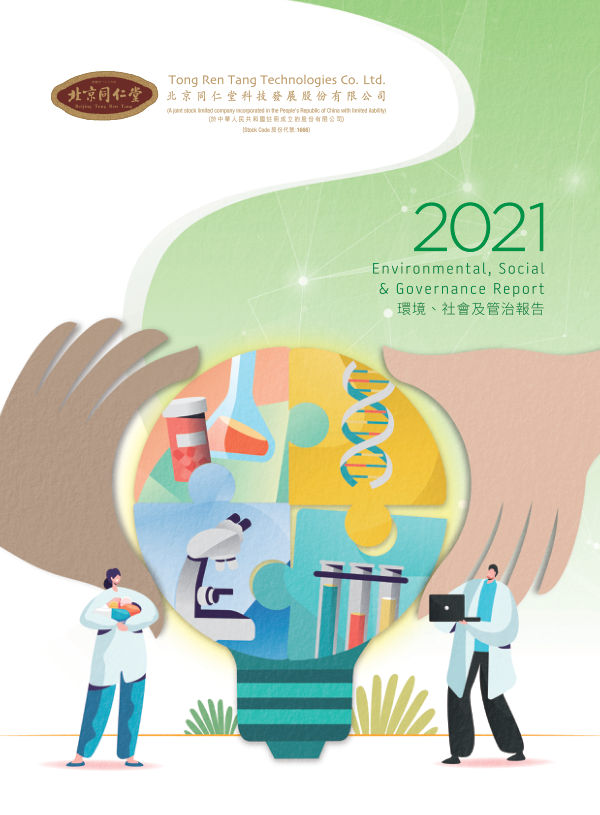 北京同仁堂
Beijing Tong Ren Tang
Tong Ren Tang Technologies Co. Ltd.
北京同仁堂科技發展股份有限公司
(A joint stock limited company incorporated in the People's Republic of China with limited liability)
(於中華人民共和國註冊成立的股份有限公司)
(Stock Code 股份代號: 1666)
2021
Environmental, Social
& Governance Report
環境、社會及管治報告